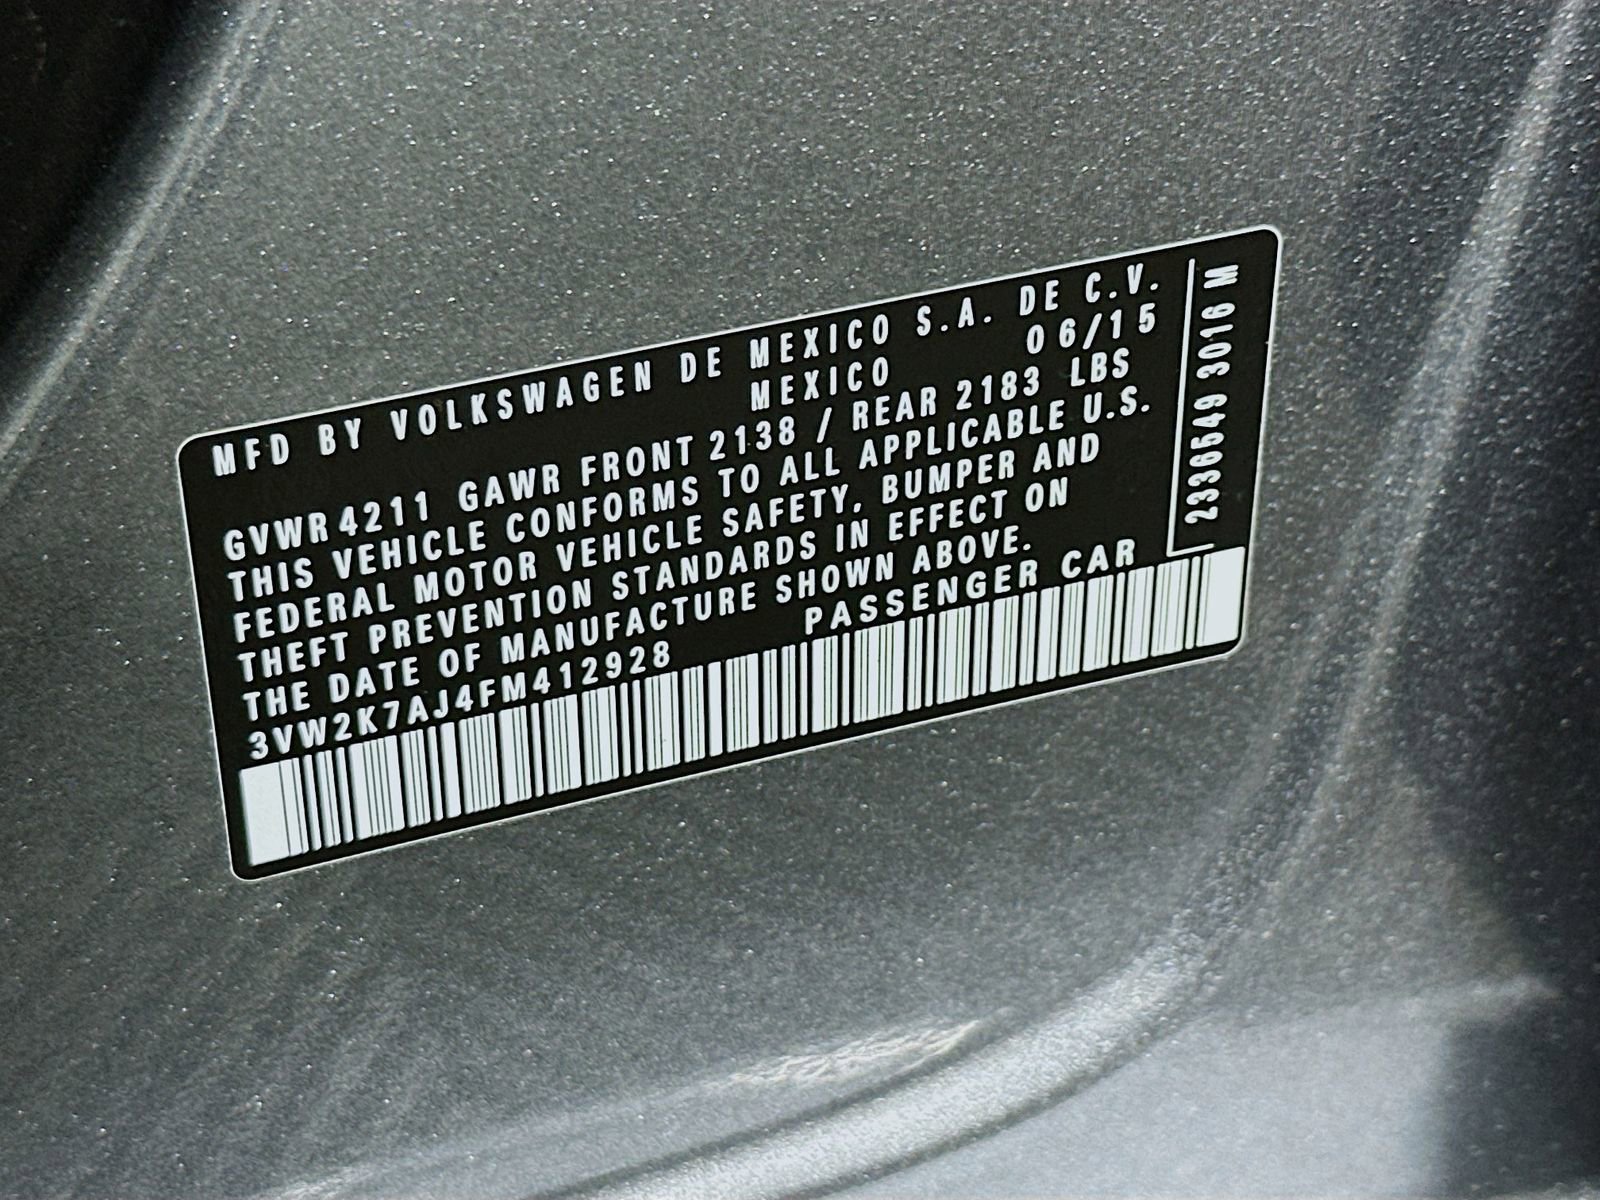 MFD BY VOLKSWAGEN DE MEXICO S.A. DE C.V.
MEXICO 06/15
GVWR 4211 GAWR FRONT 2138 / REAR 2183 LBS
THIS VEHICLE CONFORMS TO ALL APPLICABLE U.S.
FEDERAL MOTOR VEHICLE SAFETY, BUMPER AND
THEFT PREVENTION STANDARDS IN EFFECT ON
THE DATE OF MANUFACTURE SHOWN ABOVE.
3VW2K7AJ4FM412928 PASSENGER CAR
2336649 3016 M